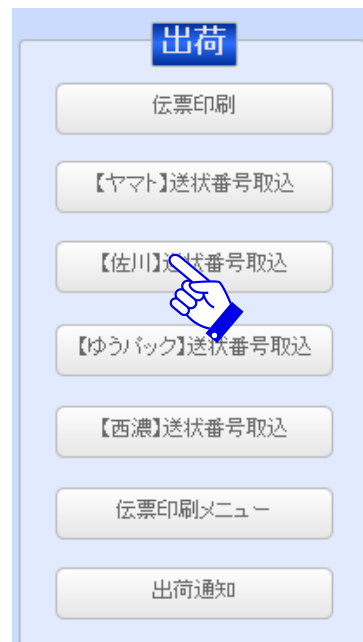 出荷
伝票印刷
【ヤマト】送状番号取込
【佐川】送状番号取込
【ゆうパック】送状番号取込
【西濃】送状番号取込
伝票印刷メニュー
出荷通知